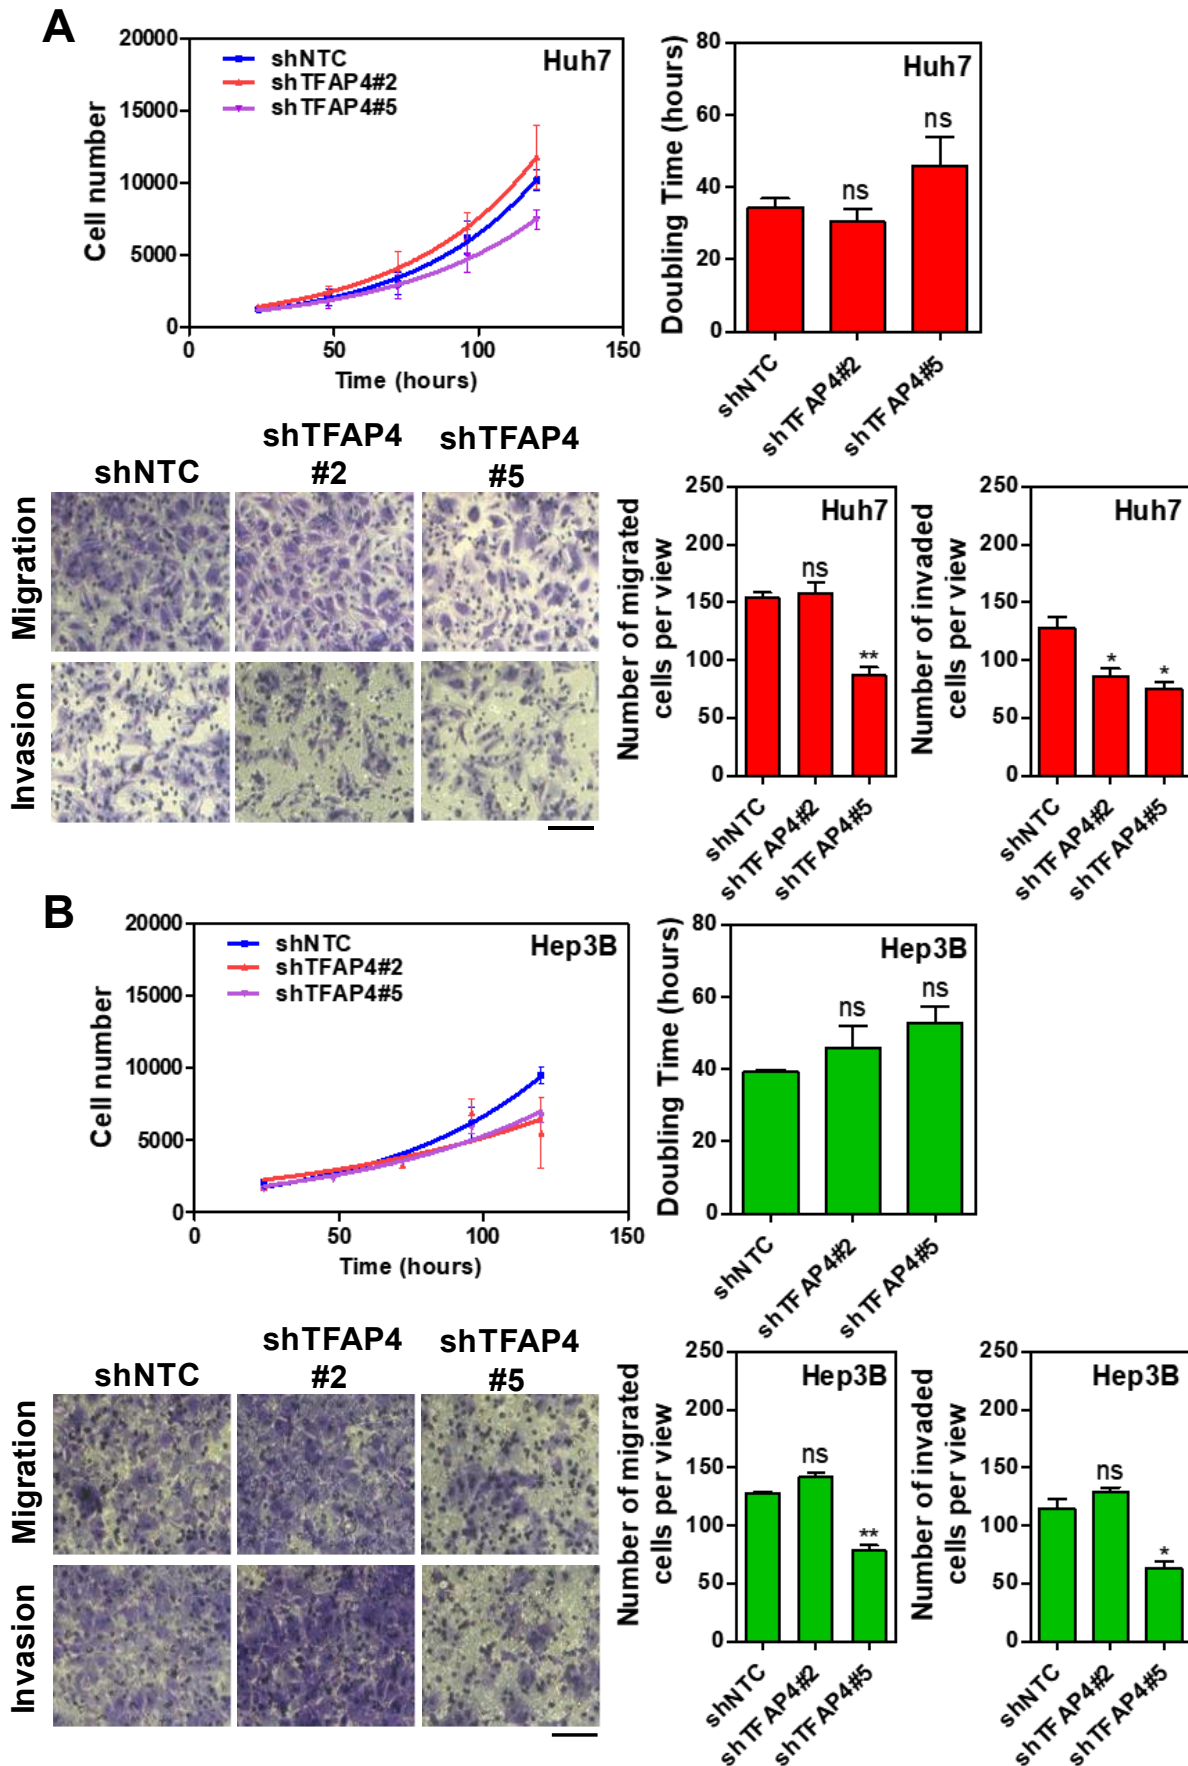 A
20000
15000
10000
5000
0
0
50
100
150
Cell number
Time (hours)
shNTC
shTFAP4#2
shTFAP4#5
Huh7
80
60
40
20
0
Doubling Time (hours)
Huh7
ns
ns
shNTC
shTFAP4#2
shTFAP4#5
shNTC
shTFAP4
#2
shTFAP4
#5
Migration
Invasion
250
200
150
100
50
0
Number of migrated
cells per view
Huh7
ns
**
shNTC
shTFAP4#2
shTFAP4#5
250
200
150
100
50
0
Number of invaded
cells per view
Huh7
*
*
shNTC
shTFAP4#2
shTFAP4#5
B
20000
15000
10000
5000
0
0
50
100
150
Cell number
Time (hours)
shNTC
shTFAP4#2
shTFAP4#5
Hep3B
80
60
40
20
0
Doubling Time (hours)
Hep3B
ns
ns
shNTC
shTFAP4#2
shTFAP4#5
shNTC
shTFAP4
#2
shTFAP4
#5
Migration
Invasion
250
200
150
100
50
0
Number of migrated
cells per view
Hep3B
ns
**
shNTC
shTFAP4#2
shTFAP4#5
250
200
150
100
50
0
Number of invaded
cells per view
Hep3B
ns
*
shNTC
shTFAP4#2
shTFAP4#5